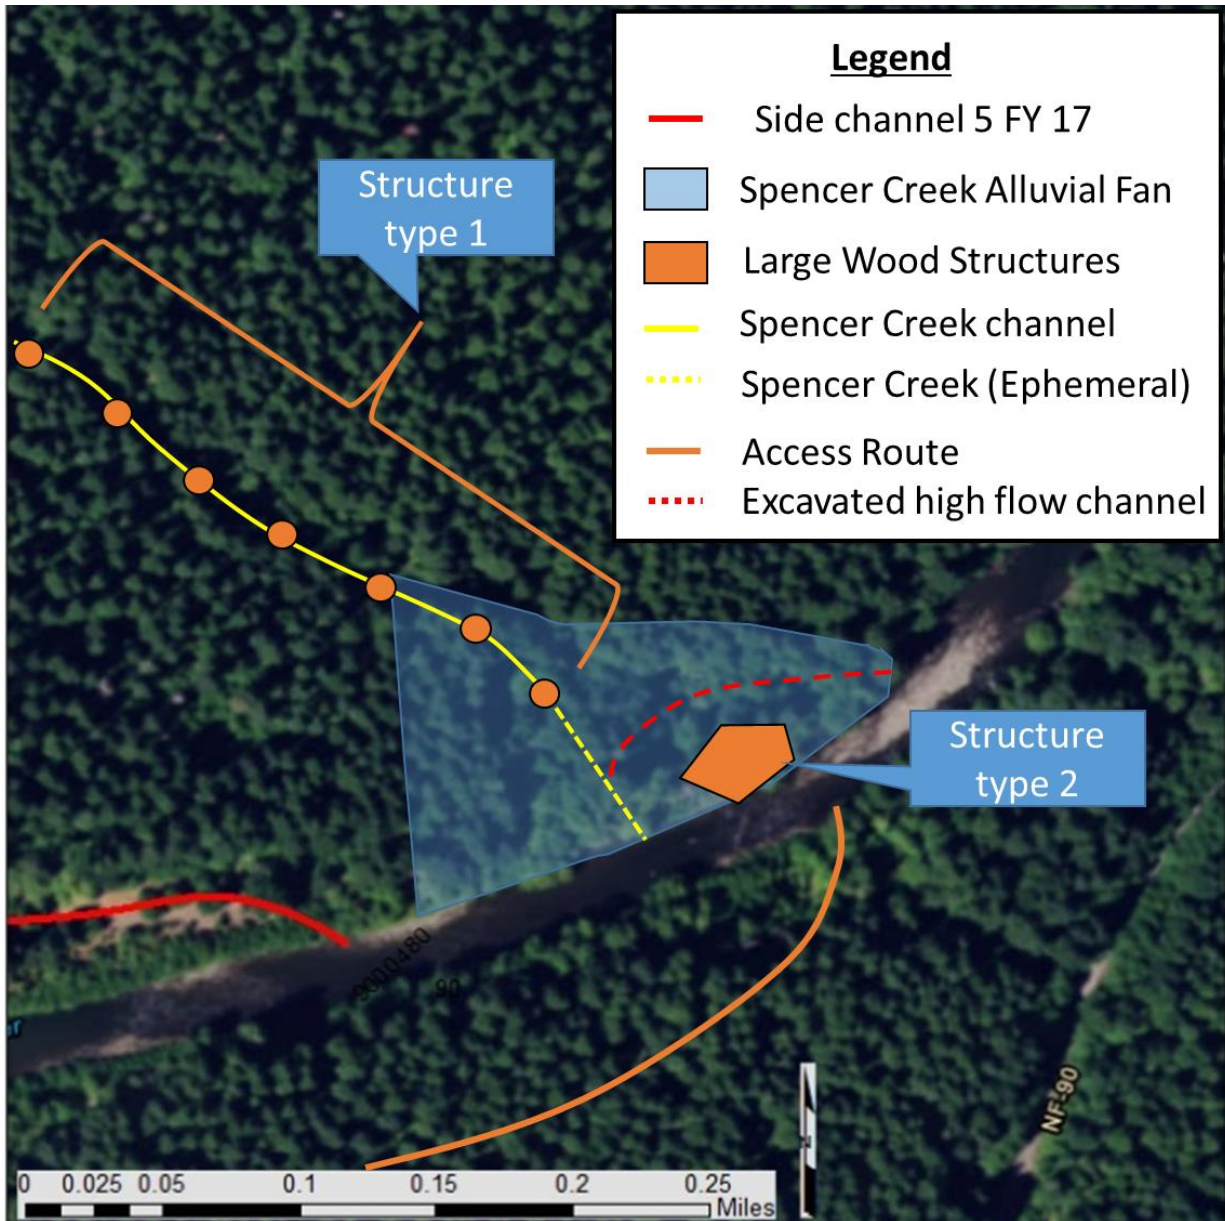 Legend
Side channel 5 FY 17
Spencer Creek Alluvial Fan
Large Wood Structures
Spencer Creek channel
Spencer Creek (Ephemeral)
Access Route
Excavated high flow channel
Structure
type 1
Structure
type 2
90
NF-90
0 0.025 0.05 0.1 0.15 0.2 0.25
Miles